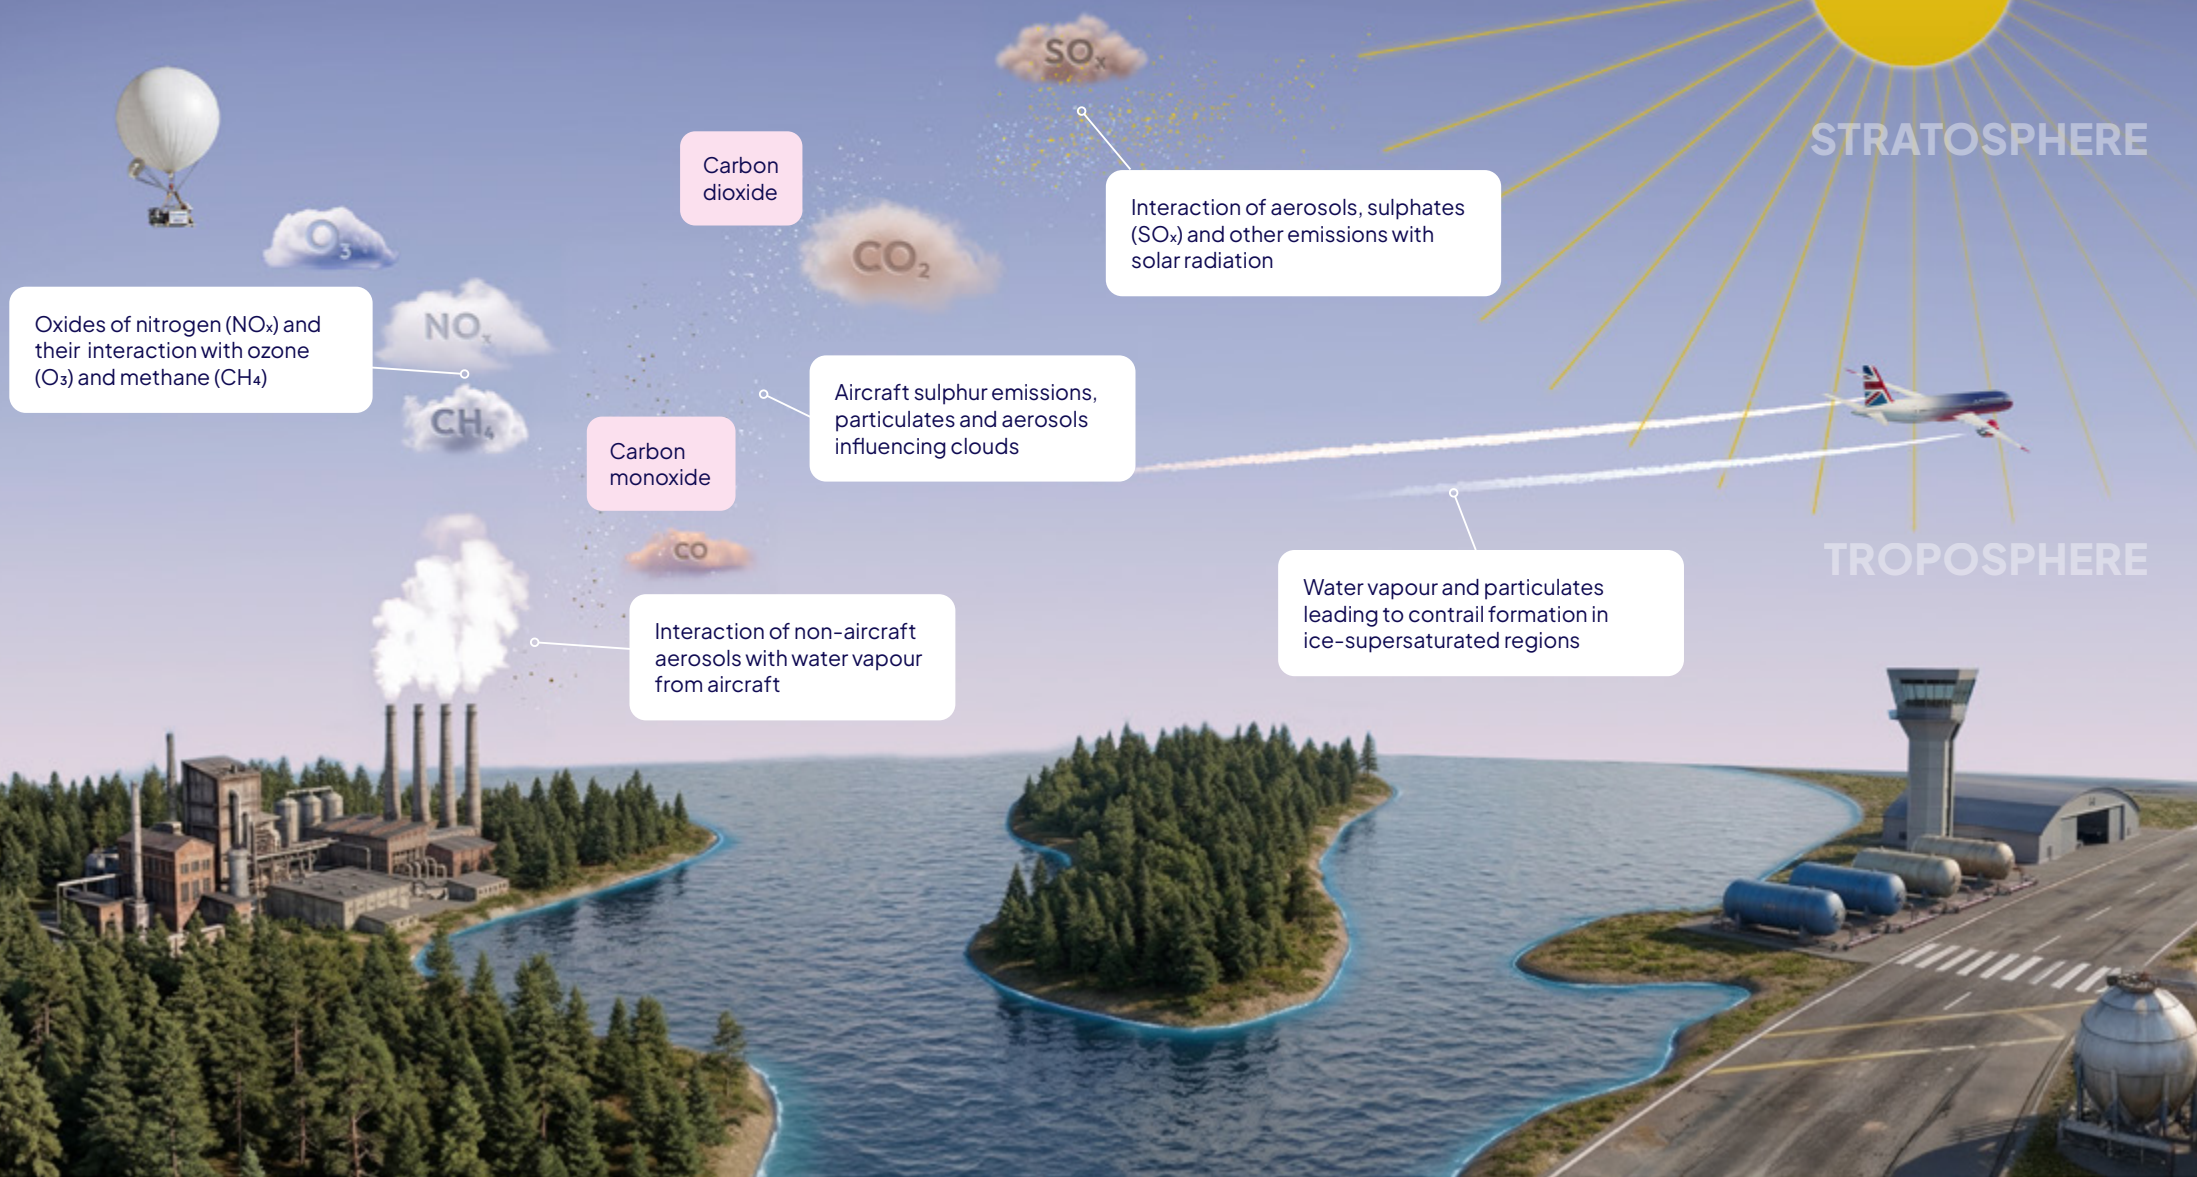 SOₓ
STRATOSPHERE
Carbon
dioxide
Interaction of aerosols, sulphates
(SOₓ) and other emissions with
solar radiation
O₃
CO₂
NOₓ
Oxides of nitrogen (NOₓ) and
their interaction with ozone
(O₃) and methane (CH₄)
CH₄
Aircraft sulphur emissions,
particulates and aerosols
influencing clouds
Carbon
monoxide
CO
TROPOSPHERE
Water vapour and particulates
leading to contrail formation in
ice-supersaturated regions
Interaction of non-aircraft
aerosols with water vapour
from aircraft